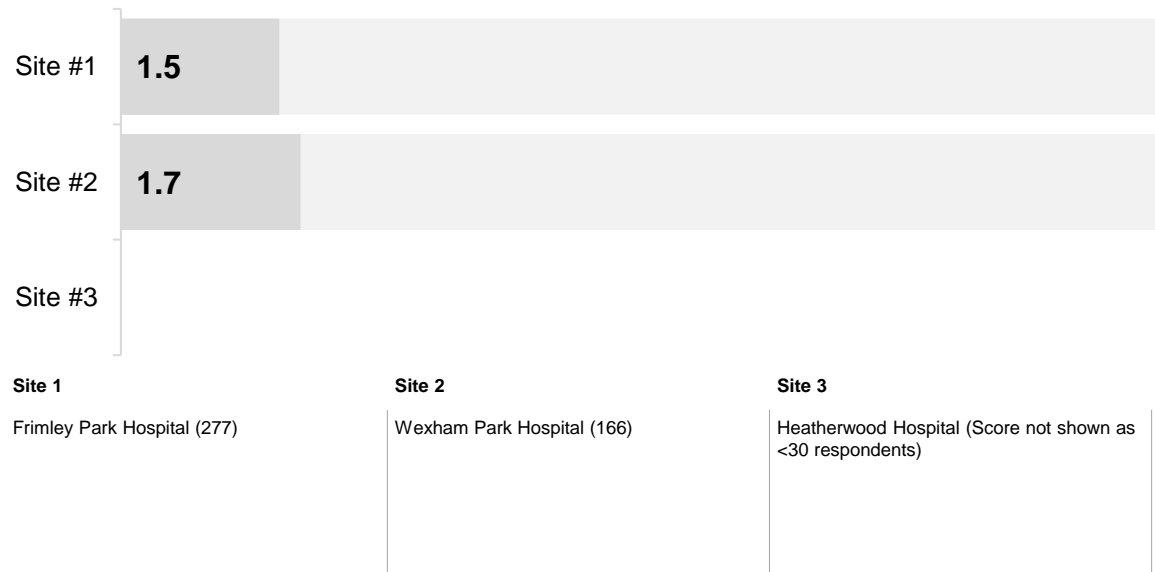 Site #1
1.5
Site #2
1.7
Site #3
Site 1
Site 2
Site 3
Frimley Park Hospital (277)
Wexham Park Hospital (166)
Heatherwood Hospital (Score not shown as
<30 respondents)